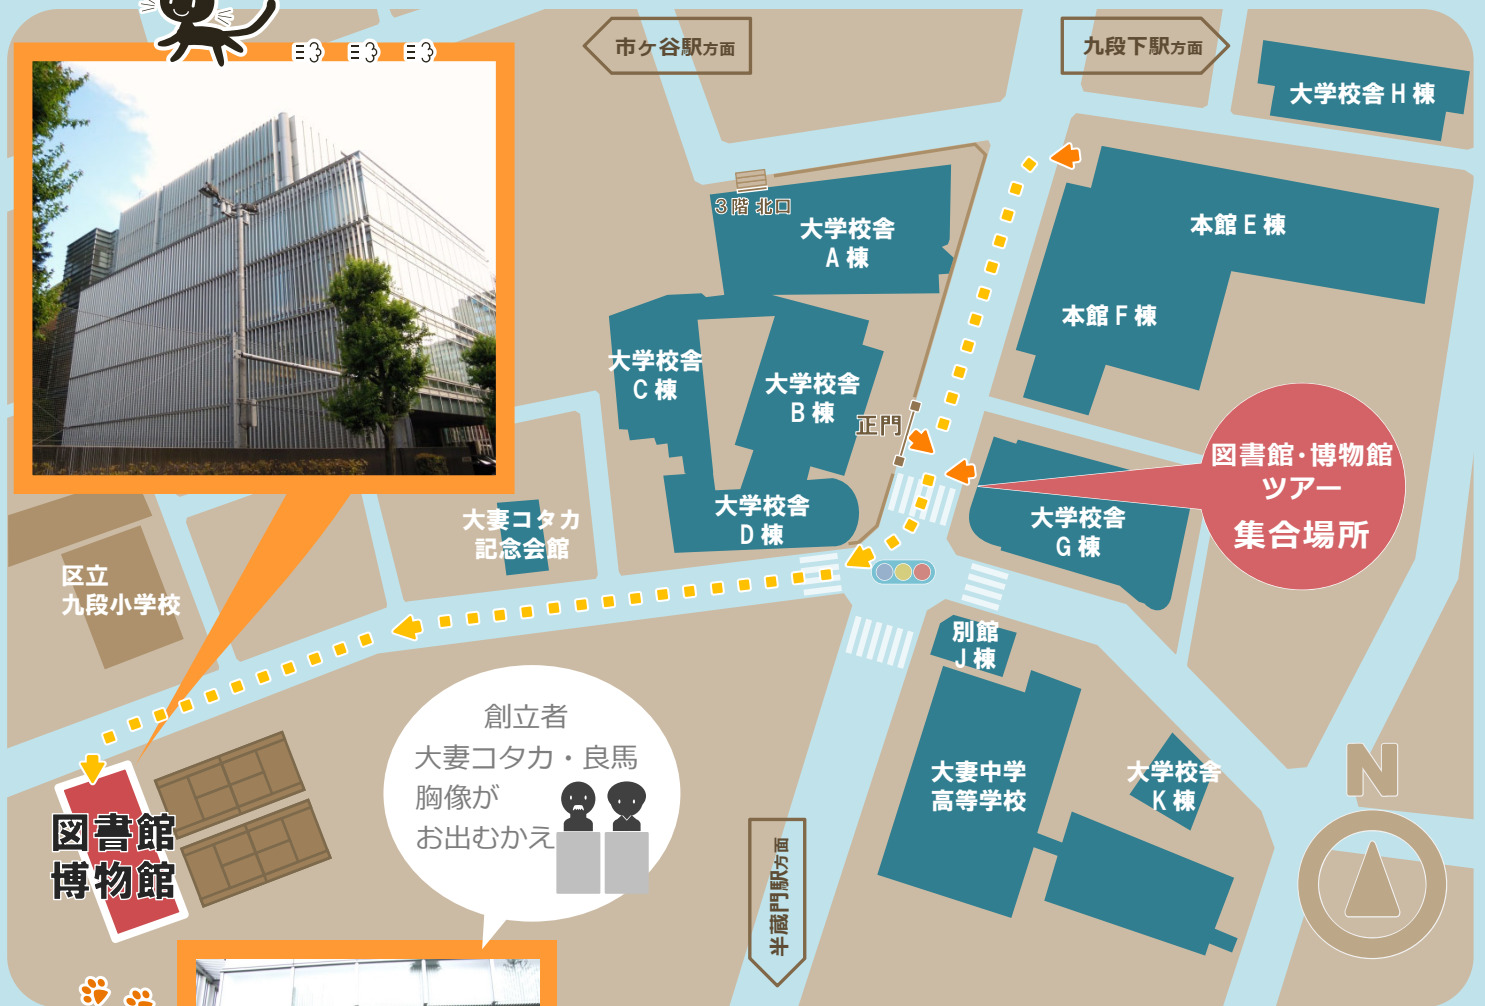 市ヶ谷駅方面
九段下駅方面
大学校舎 H 棟
3階 北口
大学校舎
A 棟
本館 E 棟
本館 F 棟
大学校舎
C 棟
大学校舎
B 棟
正門
図書館・博物館
ツアー
集合場所
大妻コタカ
記念会館
大学校舎
D 棟
大学校舎
G 棟
区立
九段小学校
別館
J 棟
創立者
大妻コタカ・良馬
胸像が
お出むかえ
大妻中学
高等学校
大学校舎
K 棟
N
図書館
博物館
半蔵門駅方面